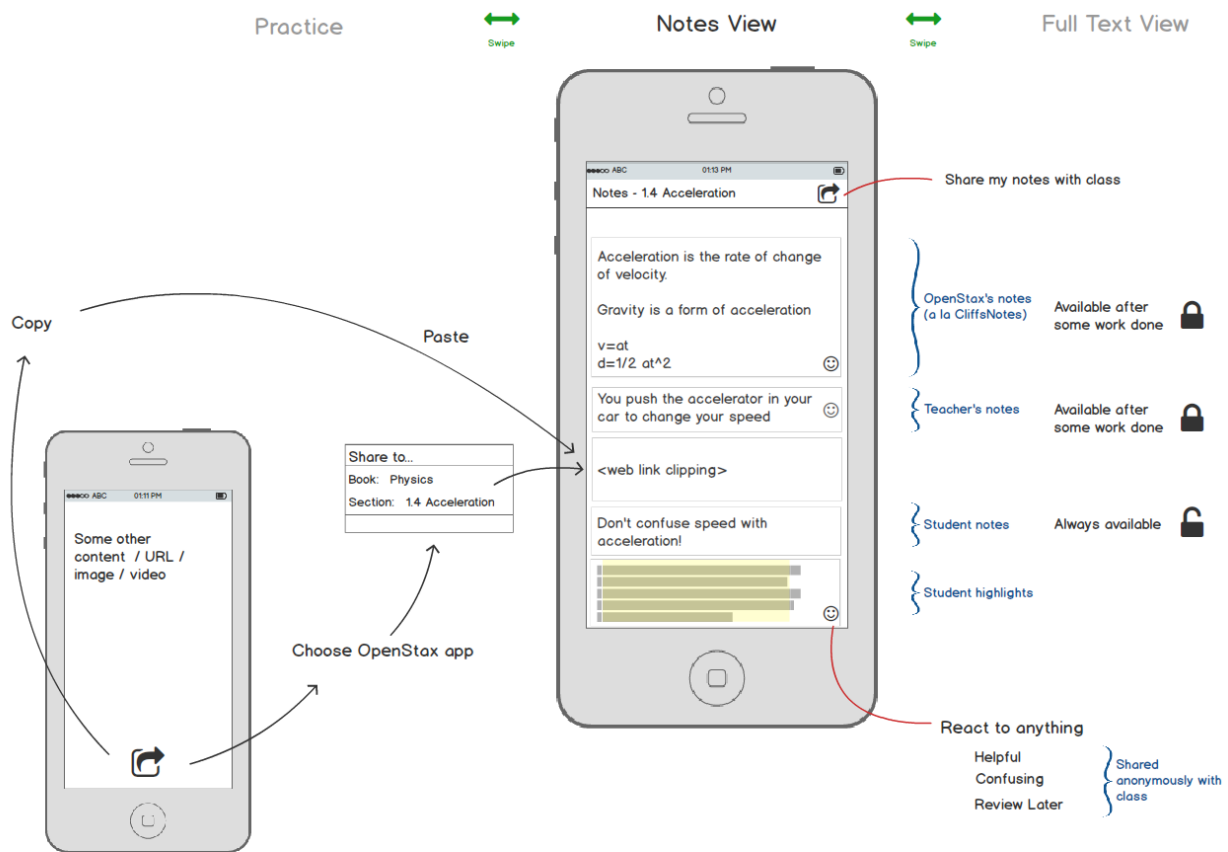 Practice
Swipe
Notes View
Swipe
Full Text View
ABC
01:13 PM
Notes - 1.4 Acceleration
Share my notes with class
Acceleration is the rate of change
of velocity.
Gravity is a form of acceleration
v=at
d=1/2 at^2
OpenStax's notes
(a la CliffsNotes)
Available after
some work done
Copy
Paste
You push the accelerator in your
car to change your speed
Teacher's notes
Available after
some work done
Share to...
Book: Physics
Section: 1.4 Acceleration
<web link clipping>
ABC
01:11 PM
Some other
content / URL /
image / video
Don't confuse speed with
acceleration!
Student notes
Always available
Student highlights
Choose OpenStax app
React to anything
Helpful
Confusing
Review Later
Shared
anonymously with
class